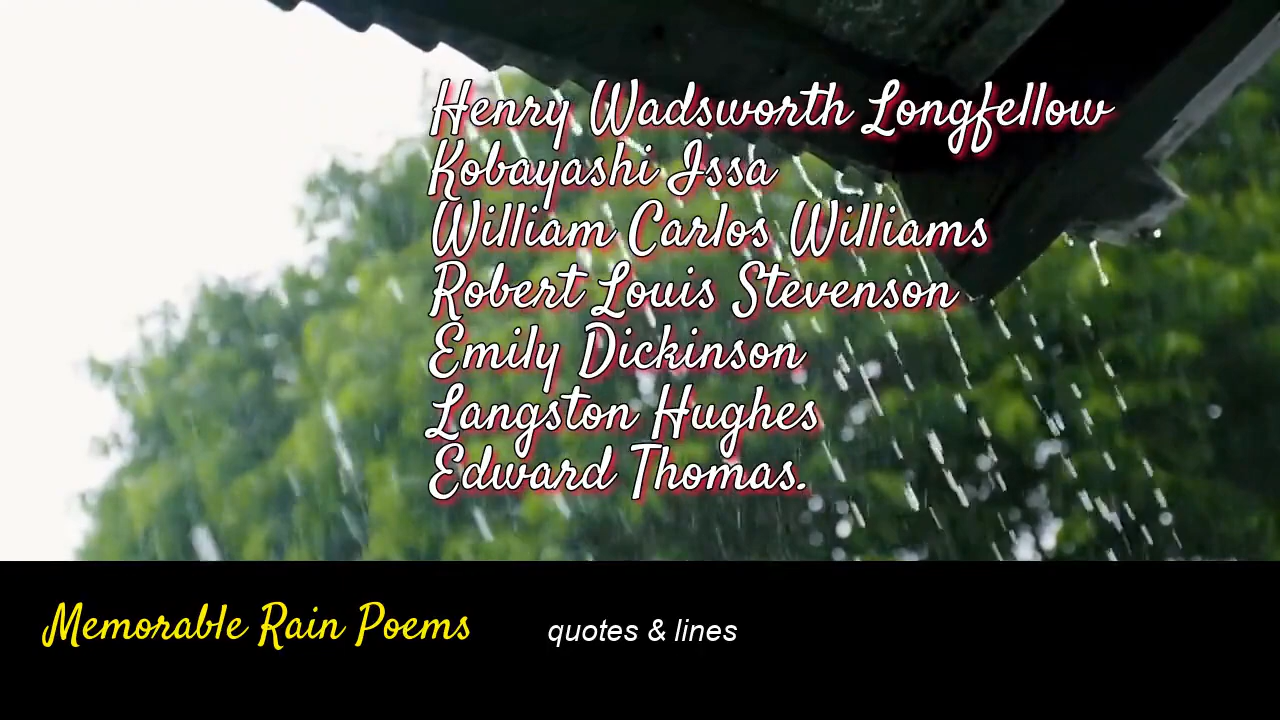 Henry Wadsworth Longfellow
Kobayashi Issa
William Carlos Williams
Robert Louis Stevenson
Emily Dickinson
Langston Hughes
Edward Thomas.
Memorable Rain Poems
quotes & lines